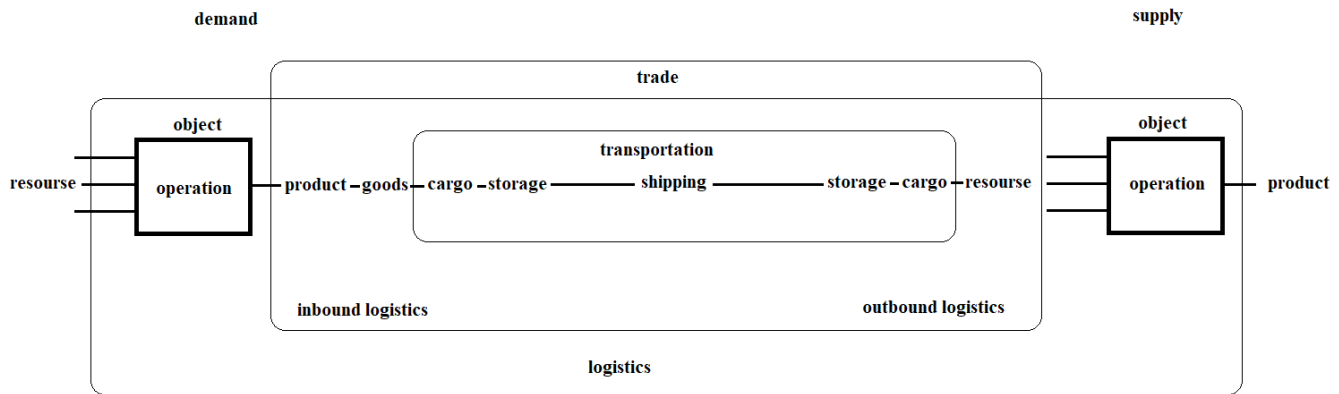 demand
supply
trade
object
object
transportation
resourse
operation
product
goods
cargo
storage
shipping
storage
cargo
resourse
operation
product
inbound logistics
outbound logistics
logistics